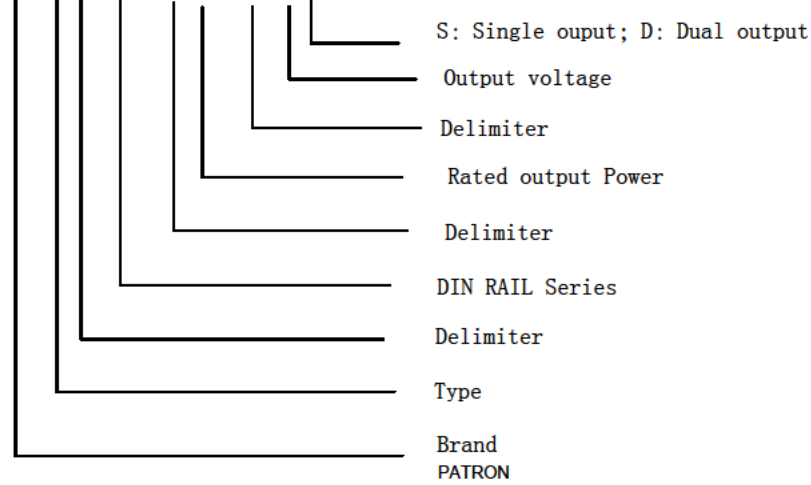 S: Single ouput; D: Dual output
Output voltage
Delimiter
Rated output Power
Delimiter
DIN RAIL Series
Delimiter
Type
Brand
PATRON